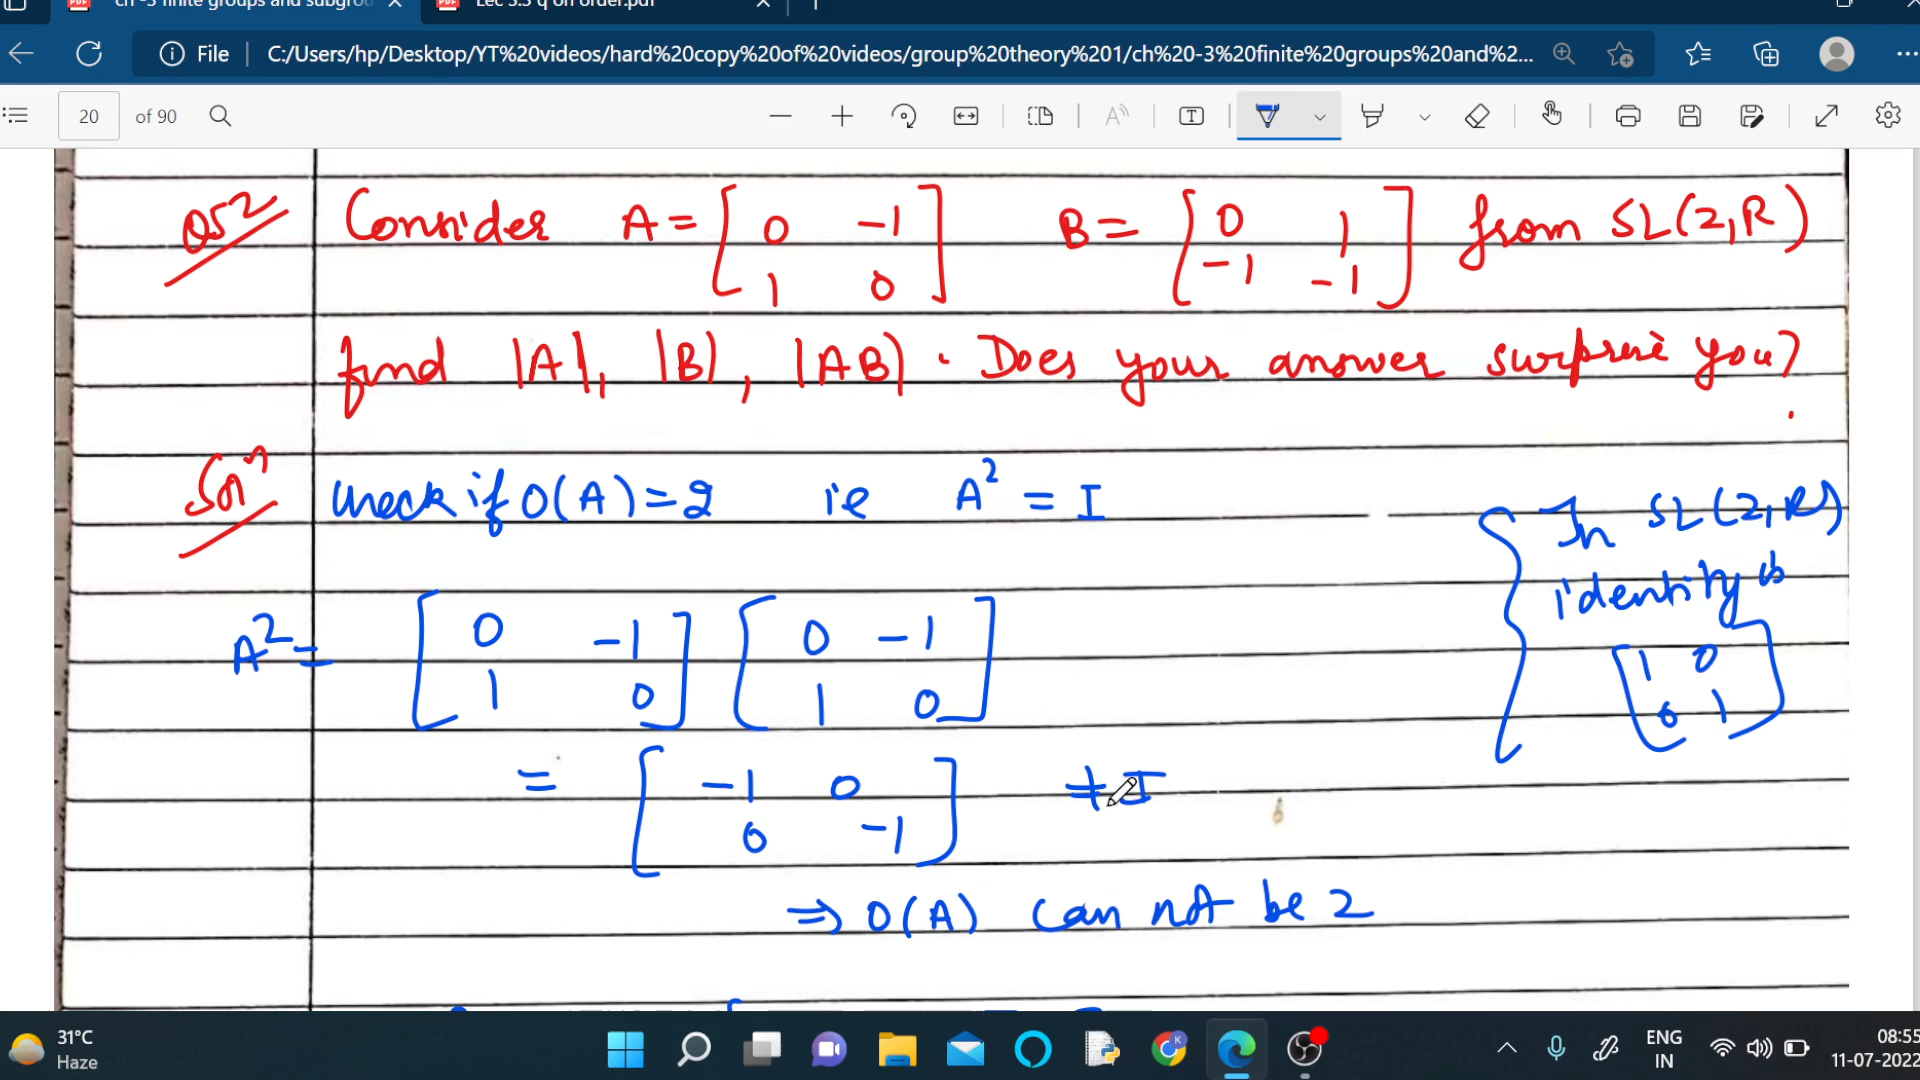 ch -3 finite groups and subgrou
Lec 3.3 q on order.pdf
File C:/Users/hp/Desktop/YT%20videos/hard%20copy%20of%20videos/group%20theory%201/ch%20-3%20finite%20groups%20and%2...
20 of 90
Q52 Consider A = [ 0 -1 B = [ 0 1 from SL(2,R)
1 0 ] -1 -1 ]
find |A|, |B|, |AB|. Does your answer surprise you?
Solⁿ check if O(A) = 2 ie A² = I
In SL(2,R)
identity is
[ 1 0
0 1 ]
A² = [ 0 -1 ] [ 0 -1 ]
1 0 1 0
= [ -1 0 ] ≠ I
0 -1
⇒ O(A) can not be 2
31°C
Haze
ENG
IN
08:55
11-07-2022